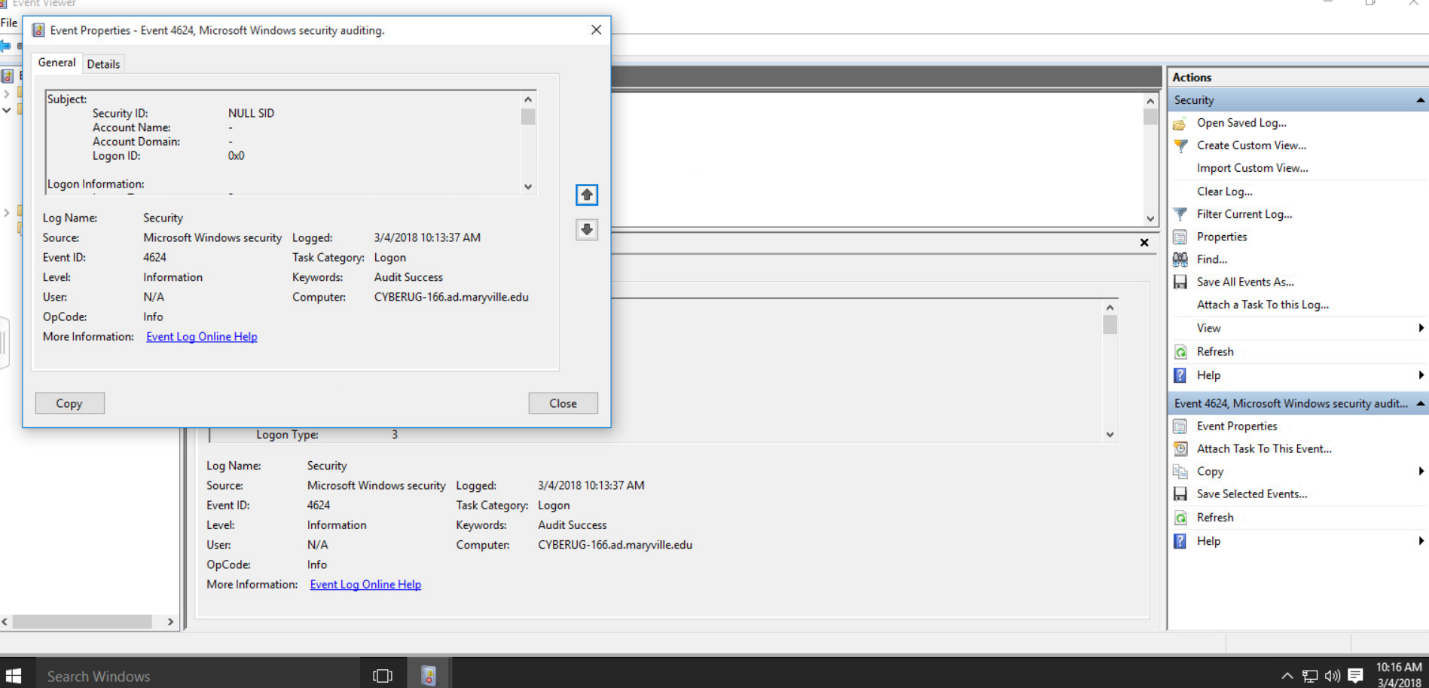 Event Viewer
File
Event Properties - Event 4624, Microsoft Windows security auditing.
General Details
Subject:
Security ID: NULL SID
Account Name: -
Account Domain: -
Logon ID: 0x0
Logon Information:
Log Name: Security
Source: Microsoft Windows security Logged: 3/4/2018 10:13:37 AM
Event ID: 4624 Task Category: Logon
Level: Information Keywords: Audit Success
User: N/A Computer: CYBERUG-166.ad.maryville.edu
OpCode: Info
More Information: Event Log Online Help
Copy Close
Logon Type: 3
Log Name: Security
Source: Microsoft Windows security Logged: 3/4/2018 10:13:37 AM
Event ID: 4624 Task Category: Logon
Level: Information Keywords: Audit Success
User: N/A Computer: CYBERUG-166.ad.maryville.edu
OpCode: Info
More Information: Event Log Online Help
Actions
Security
Open Saved Log...
Create Custom View...
Import Custom View...
Clear Log...
Filter Current Log...
Properties
Find...
Save All Events As...
Attach a Task To this Log...
View
Refresh
Help
Event 4624, Microsoft Windows security audit...
Event Properties
Attach Task To This Event...
Copy
Save Selected Events...
Refresh
Help
Search Windows
10:16 AM
3/4/2018